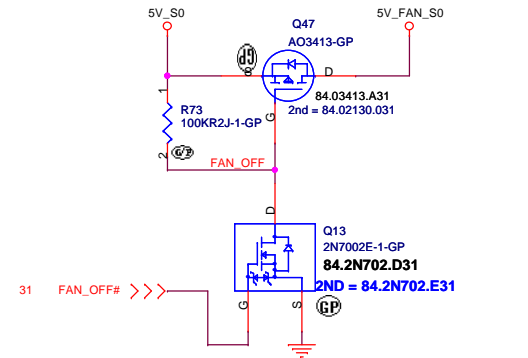 5V_S0
5V_FAN_S0
Q47
AO3413-GP
GP
S
D
84.03413.A31
2nd = 84.02130.031
1
R73
100KR2J-1-GP
G
2
G/P
FAN_OFF
D
Q13
2N7002E-1-GP
84.2N702.D31
2ND = 84.2N702.E31
31 FAN_OFF#
G
S
GP